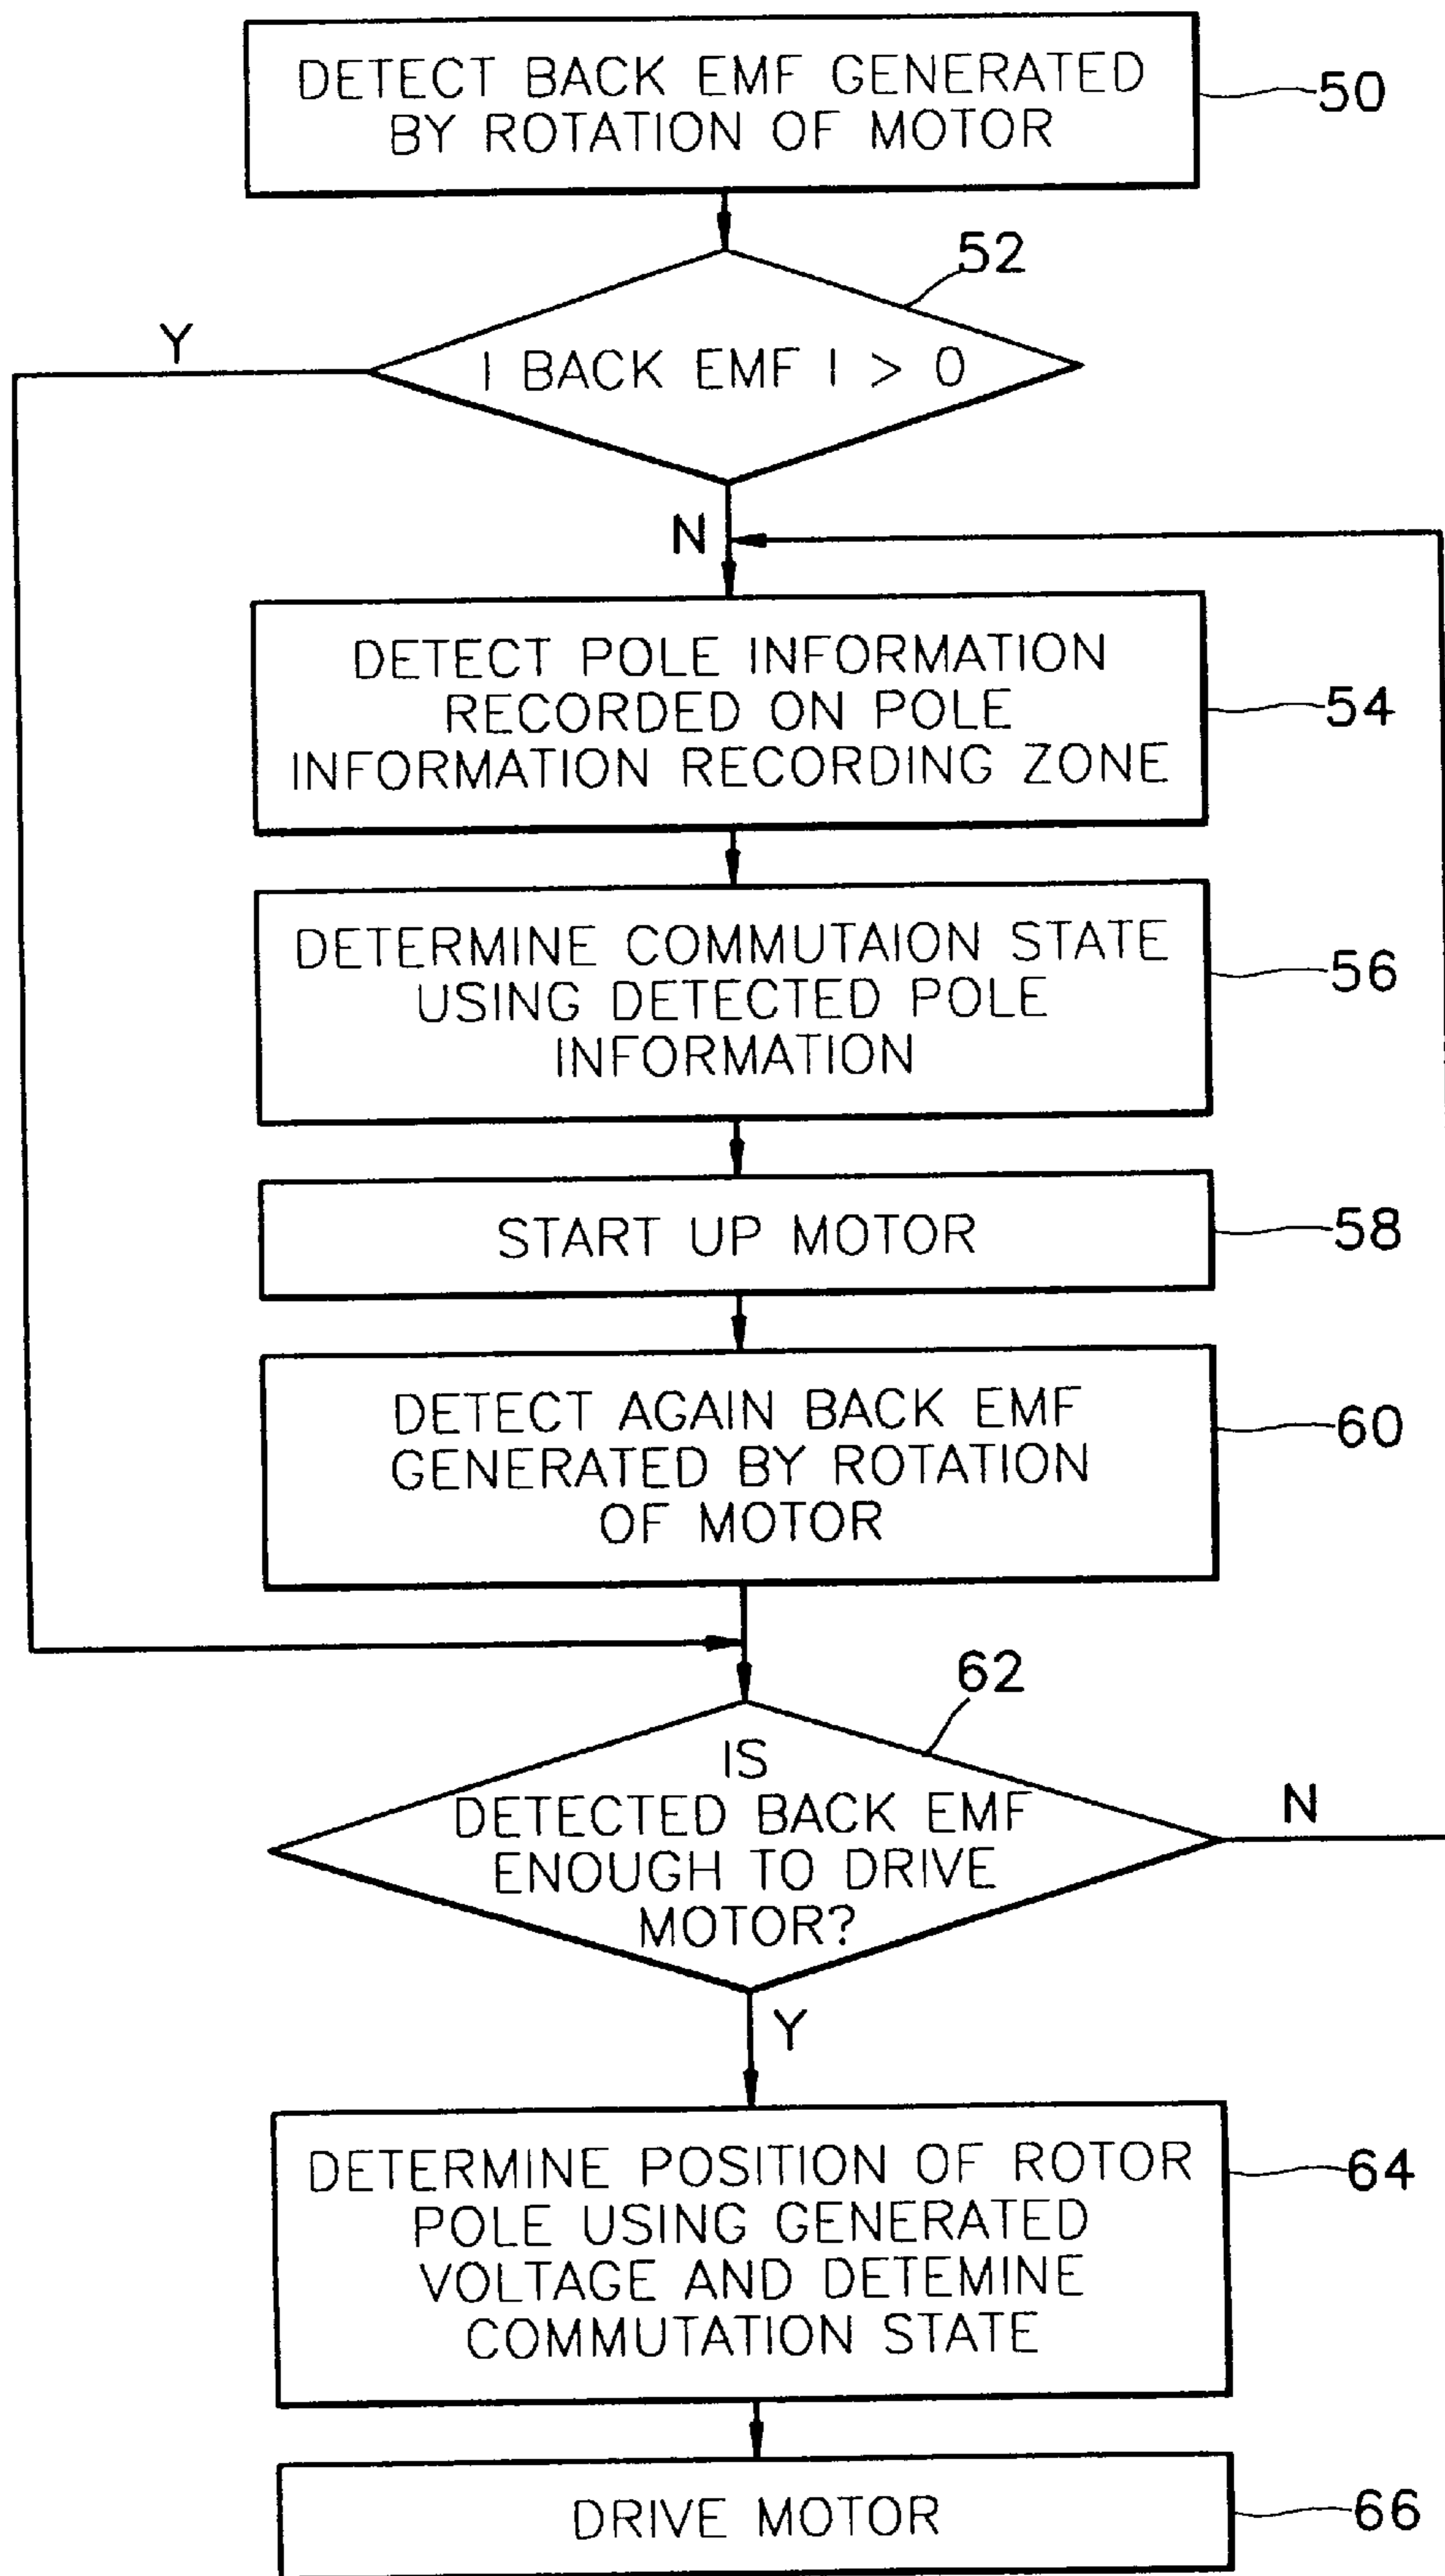 DETECT BACK EMF GENERATED
BY ROTATION OF MOTOR
50
52
Y
| BACK EMF | > 0
N
DETECT POLE INFORMATION
RECORDED ON POLE
INFORMATION RECORDING ZONE
54
DETERMINE COMMUTAION STATE
USING DETECTED POLE
INFORMATION
56
START UP MOTOR
58
DETECT AGAIN BACK EMF
GENERATED BY ROTATION
OF MOTOR
60
62
IS
DETECTED BACK EMF
ENOUGH TO DRIVE
MOTOR?
N
Y
DETERMINE POSITION OF ROTOR
POLE USING GENERATED
VOLTAGE AND DETEMINE
COMMUTATION STATE
64
DRIVE MOTOR
66